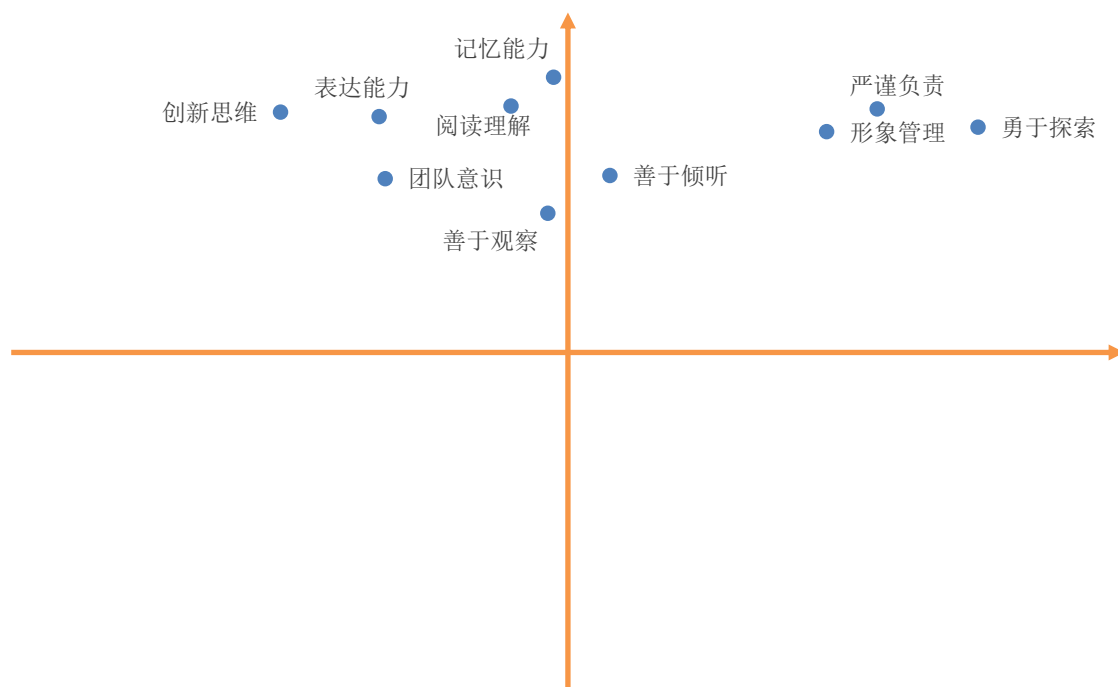 记忆能力
表达能力
严谨负责
创新思维
阅读理解
形象管理
勇于探索
团队意识
善于倾听
善于观察